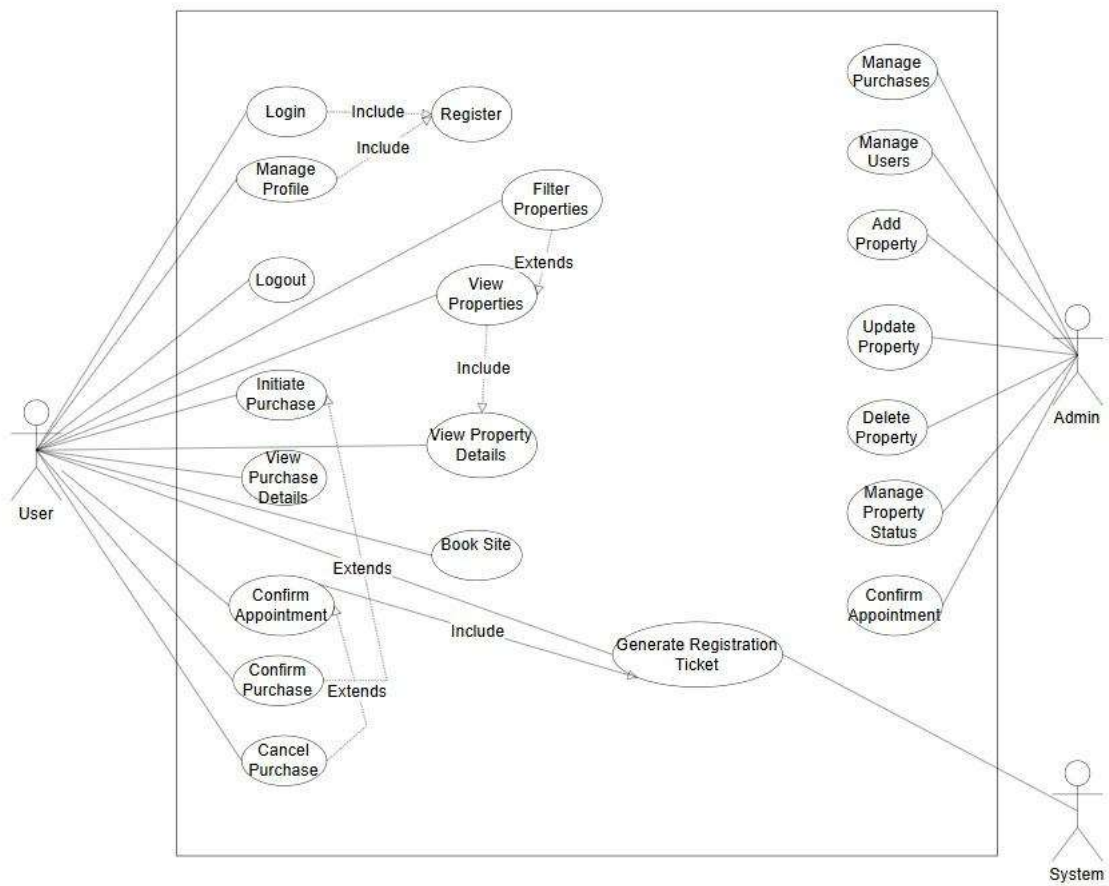 Manage
Purchases
Login
Include
Register
Include
Manage
Users
Manage
Profile
Filter
Properties
Add
Property
Extends
Logout
View
Properties
Update
Property
Include
Initiate
Purchase
User
Admin
View Property
Details
Delete
Property
View
Purchase
Details
Manage
Property
Status
Book Site
Extends
Confirm
Appointment
Confirm
Appointment
Include
Generate Registration
Ticket
Confirm
Purchase
Extends
Cancel
Purchase
System